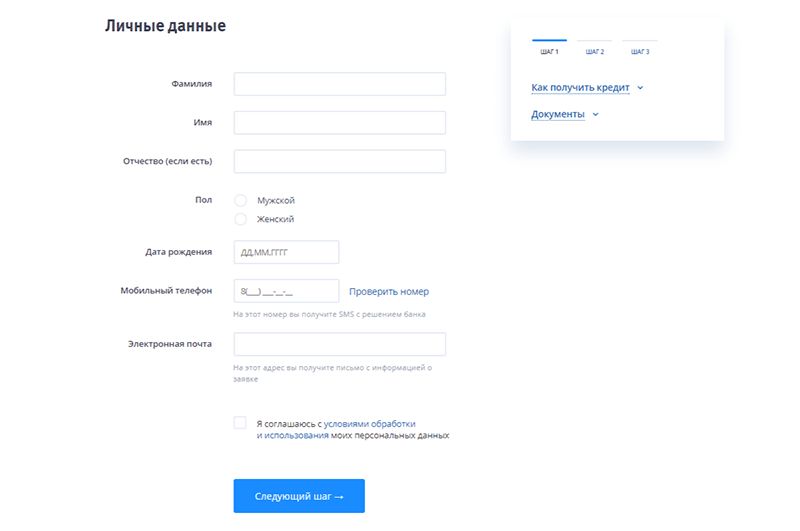 Личные данные
ШАГ 1 ШАГ 2 ШАГ 3
Как получить кредит
Документы
Фамилия
Имя
Отчество (если есть)
Пол
Мужской
Женский
Дата рождения
ДД.ММ.ГГГГ
Мобильный телефон
8(___) ___-__-__
Проверить номер
На этот номер вы получите SMS с решением банка
Электронная почта
На этот адрес вы получите письмо с информацией о
заявке
Я соглашаюсь с условиями обработки
и использования моих персональных данных
Следующий шаг →